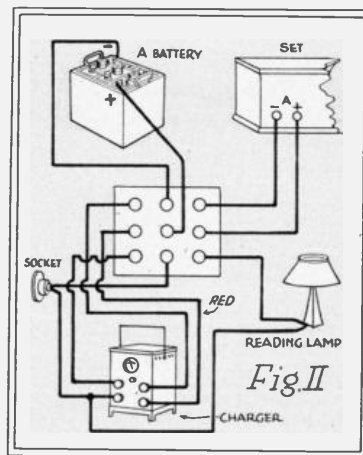 A BATTERY
-
+
SET
- A +
SOCKET
RED
READING LAMP
Fig. II
CHARGER